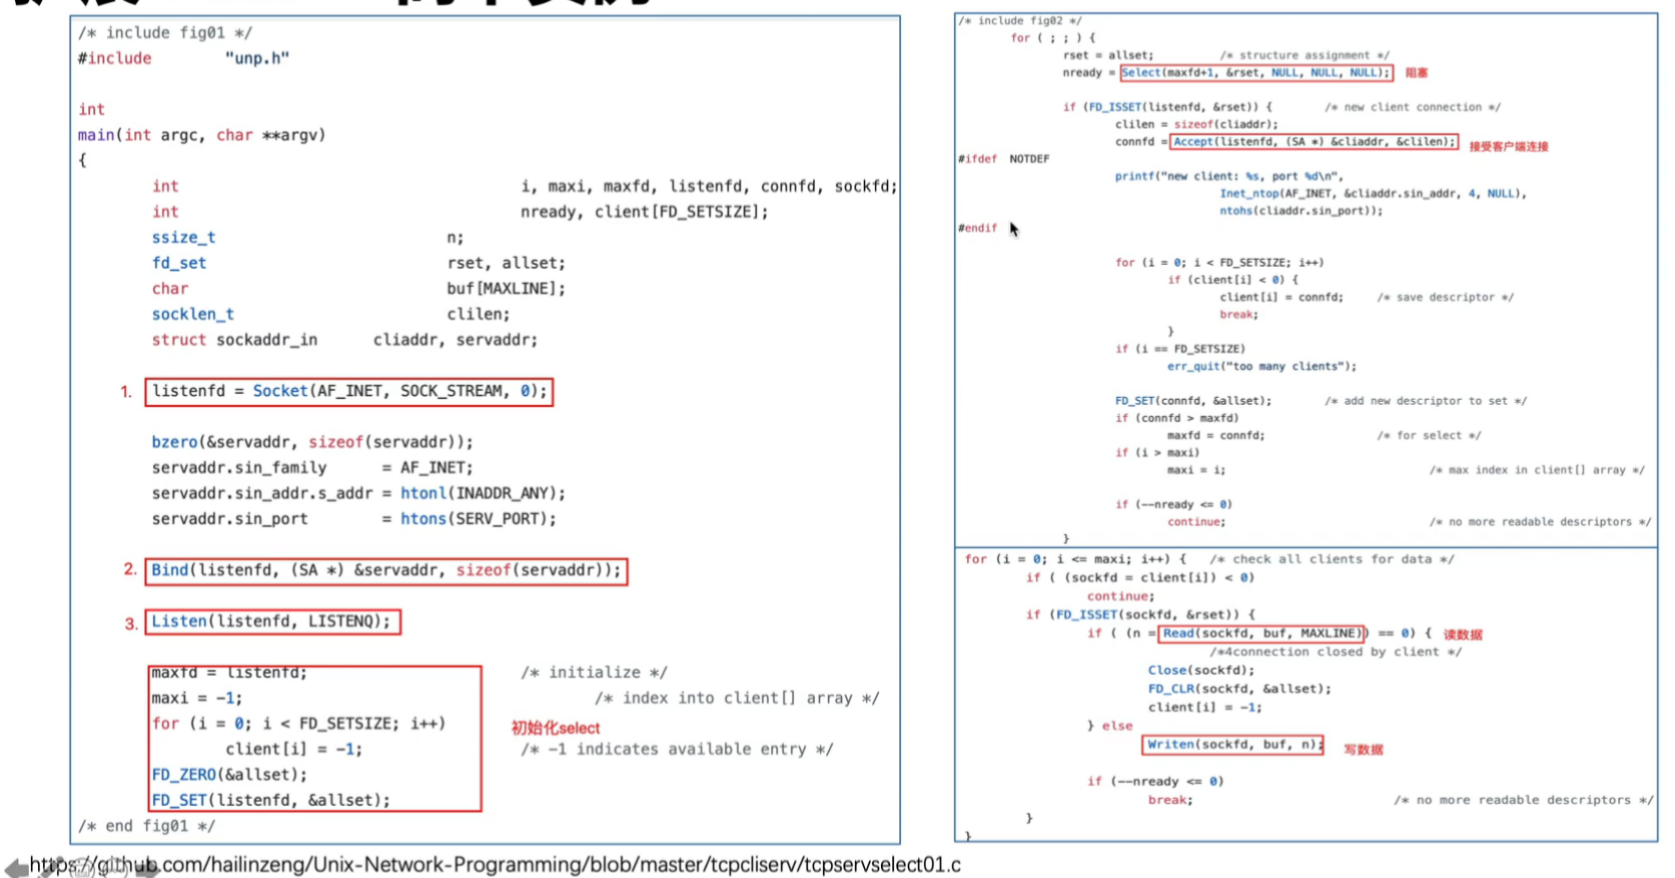 /* include fig01 */
#include "unp.h"
int
main(int argc, char **argv)
{
int i, maxi, maxfd, listenfd, connfd, sockfd;
int nready, client[FD_SETSIZE];
ssize_t n;
fd_set rset, allset;
char buf[MAXLINE];
socklen_t clilen;
struct sockaddr_in cliaddr, servaddr;
1. listenfd = Socket(AF_INET, SOCK_STREAM, 0);
bzero(&servaddr, sizeof(servaddr));
servaddr.sin_family = AF_INET;
servaddr.sin_addr.s_addr = htonl(INADDR_ANY);
servaddr.sin_port = htons(SERV_PORT);
2. Bind(listenfd, (SA *) &servaddr, sizeof(servaddr));
3. Listen(listenfd, LISTENQ);
maxfd = listenfd; /* initialize */
maxi = -1; /* index into client[] array */
for (i = 0; i < FD_SETSIZE; i++) 初始化select
client[i] = -1; /* -1 indicates available entry */
FD_ZERO(&allset);
FD_SET(listenfd, &allset);
/* end fig01 */
/* include fig02 */
for ( ; ; ) {
rset = allset; /* structure assignment */
nready = Select(maxfd+1, &rset, NULL, NULL, NULL); 阻塞
if (FD_ISSET(listenfd, &rset)) { /* new client connection */
clilen = sizeof(cliaddr);
connfd = Accept(listenfd, (SA *) &cliaddr, &clilen); 接受客户端连接
#ifdef NOTDEF
printf("new client: %s, port %d\n",
Inet_ntop(AF_INET, &cliaddr.sin_addr, 4, NULL),
ntohs(cliaddr.sin_port));
#endif
for (i = 0; i < FD_SETSIZE; i++)
if (client[i] < 0) {
client[i] = connfd; /* save descriptor */
break;
}
if (i == FD_SETSIZE)
err_quit("too many clients");
FD_SET(connfd, &allset); /* add new descriptor to set */
if (connfd > maxfd)
maxfd = connfd; /* for select */
if (i > maxi)
maxi = i; /* max index in client[] array */
if (--nready <= 0)
continue; /* no more readable descriptors */
}
for (i = 0; i <= maxi; i++) { /* check all clients for data */
if ( (sockfd = client[i]) < 0)
continue;
if (FD_ISSET(sockfd, &rset)) {
if ( (n = Read(sockfd, buf, MAXLINE)) == 0) { 读数据
/*4connection closed by client */
Close(sockfd);
FD_CLR(sockfd, &allset);
client[i] = -1;
} else
Writen(sockfd, buf, n); 写数据
if (--nready <= 0)
break; /* no more readable descriptors */
}
}
https://github.com/hailinzeng/Unix-Network-Programming/blob/master/tcpcliserv/tcpservselect01.c